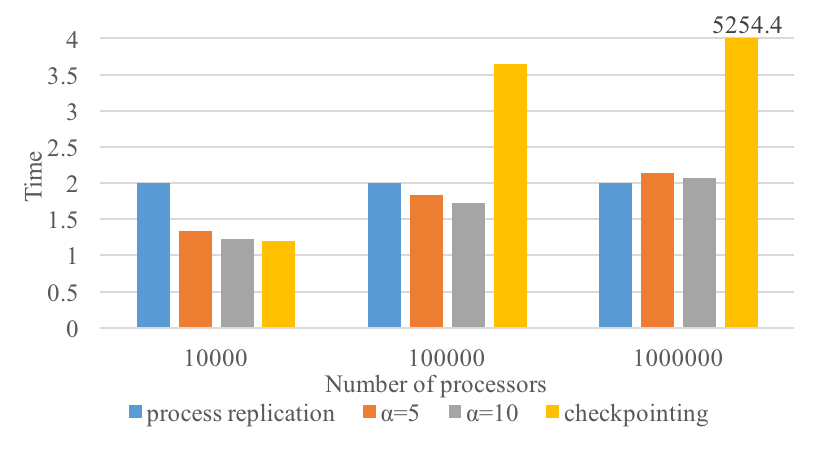 5254.4
4
3.5
3
2.5
2
1.5
1
0.5
0
Time
10000 100000 1000000
Number of processors
process replication α=5 α=10 checkpointing